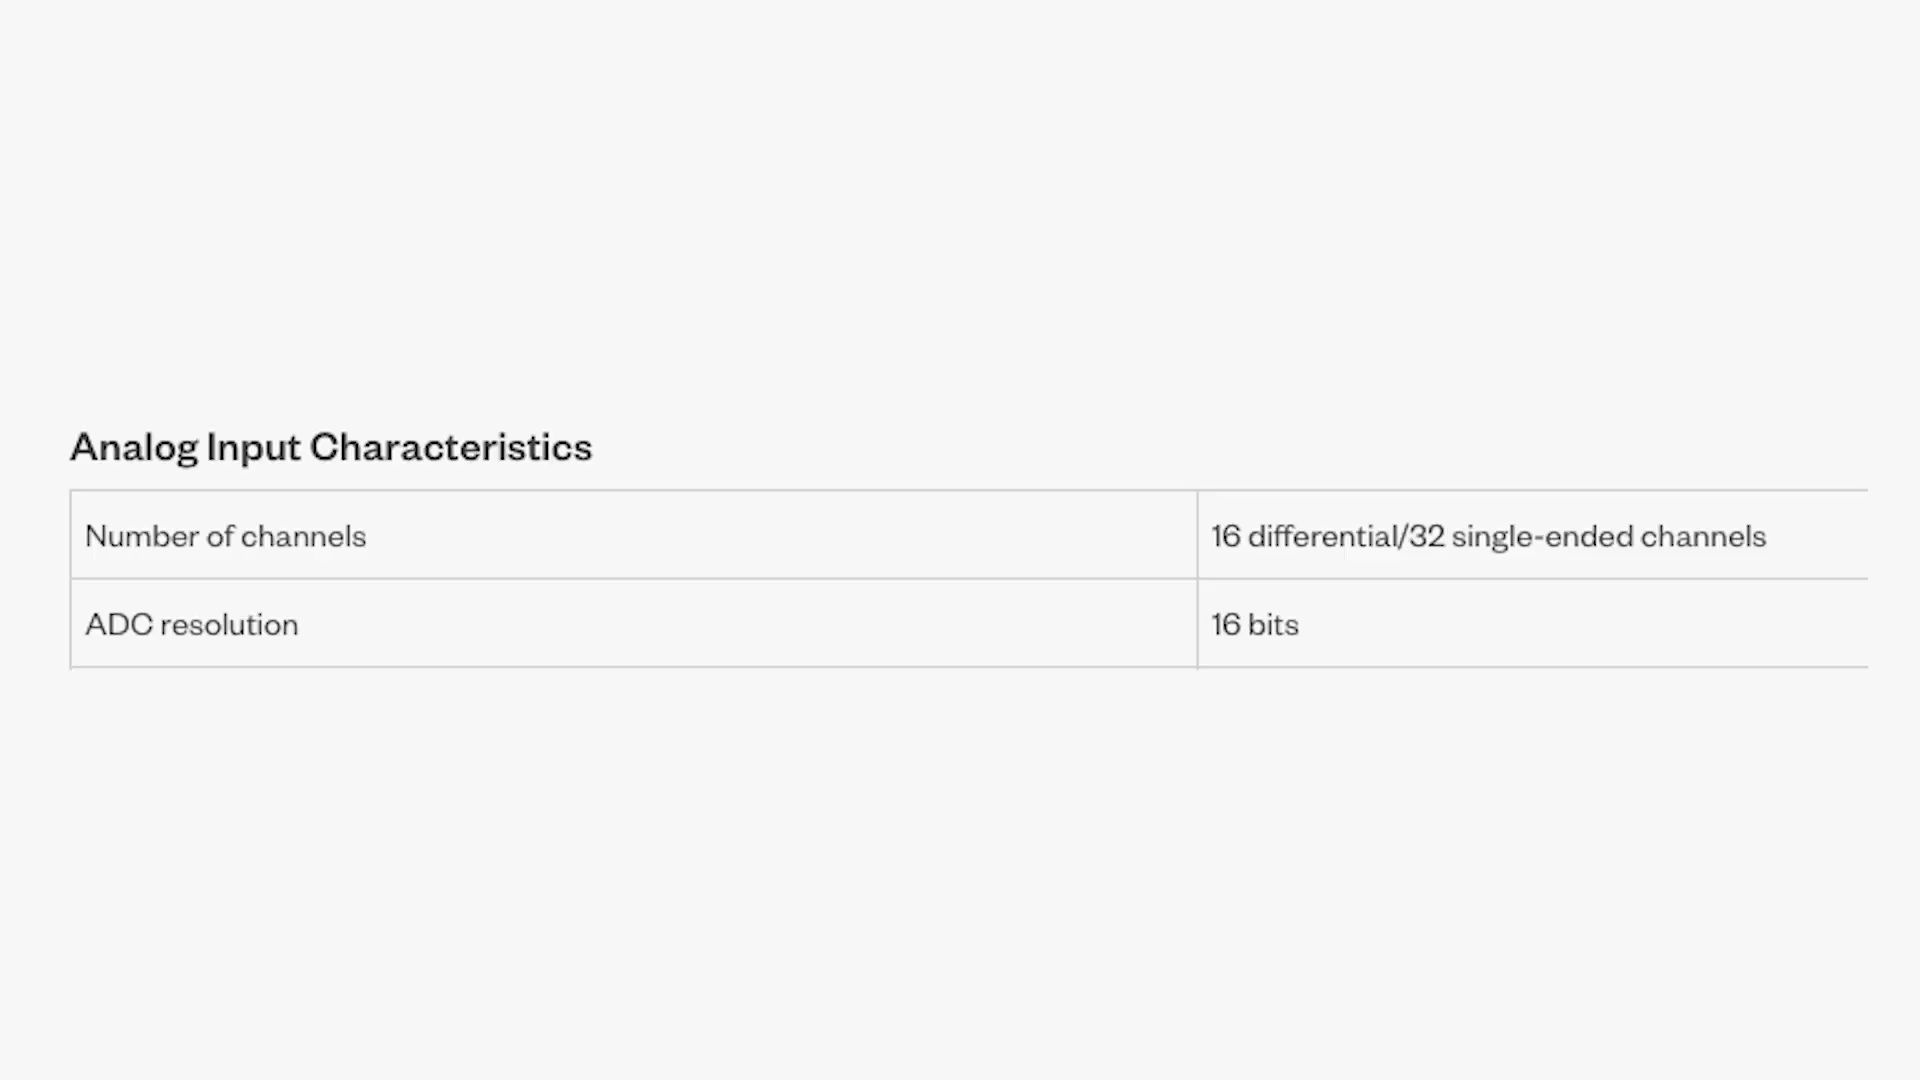 Analog Input Characteristics
Number of channels 16 differential/32 single-ended channels
ADC resolution 16 bits